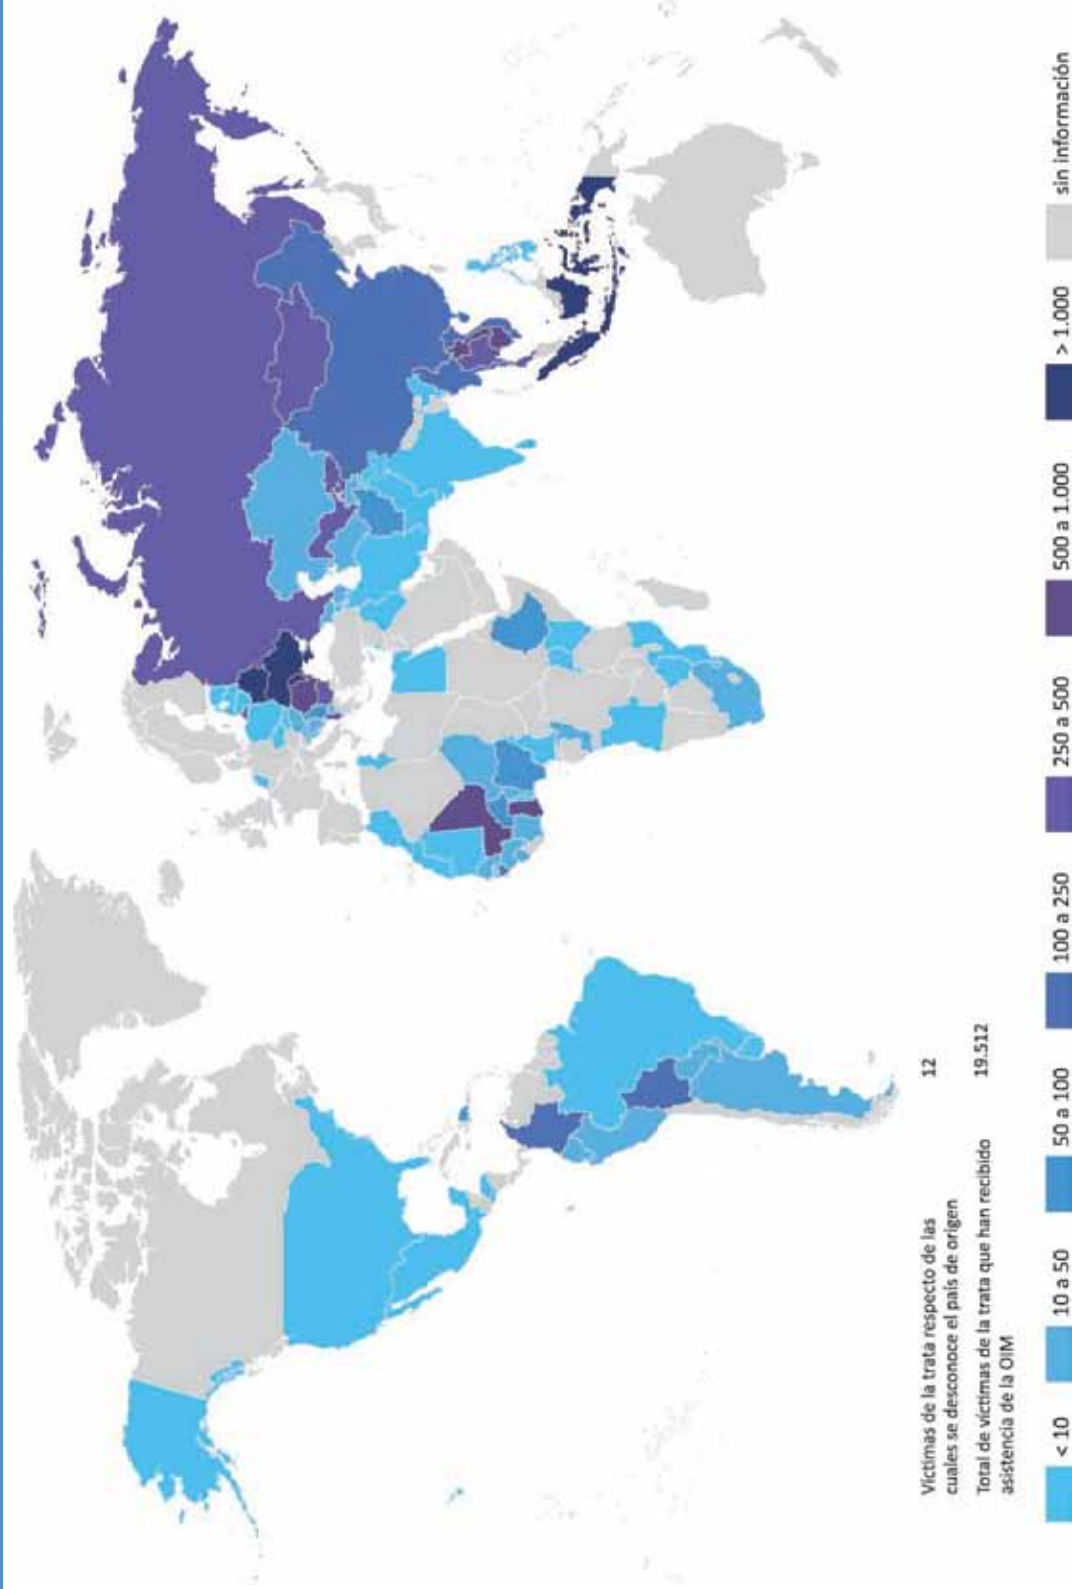 Víctimas de la trata respecto de las
cuales se desconoce el país de origen 12
Total de víctimas de la trata que han recibido 19.512
asistencia de la OIM
< 10
10 a 50
50 a 100
100 a 250
250 a 500
500 a 1.000
> 1.000
sin información